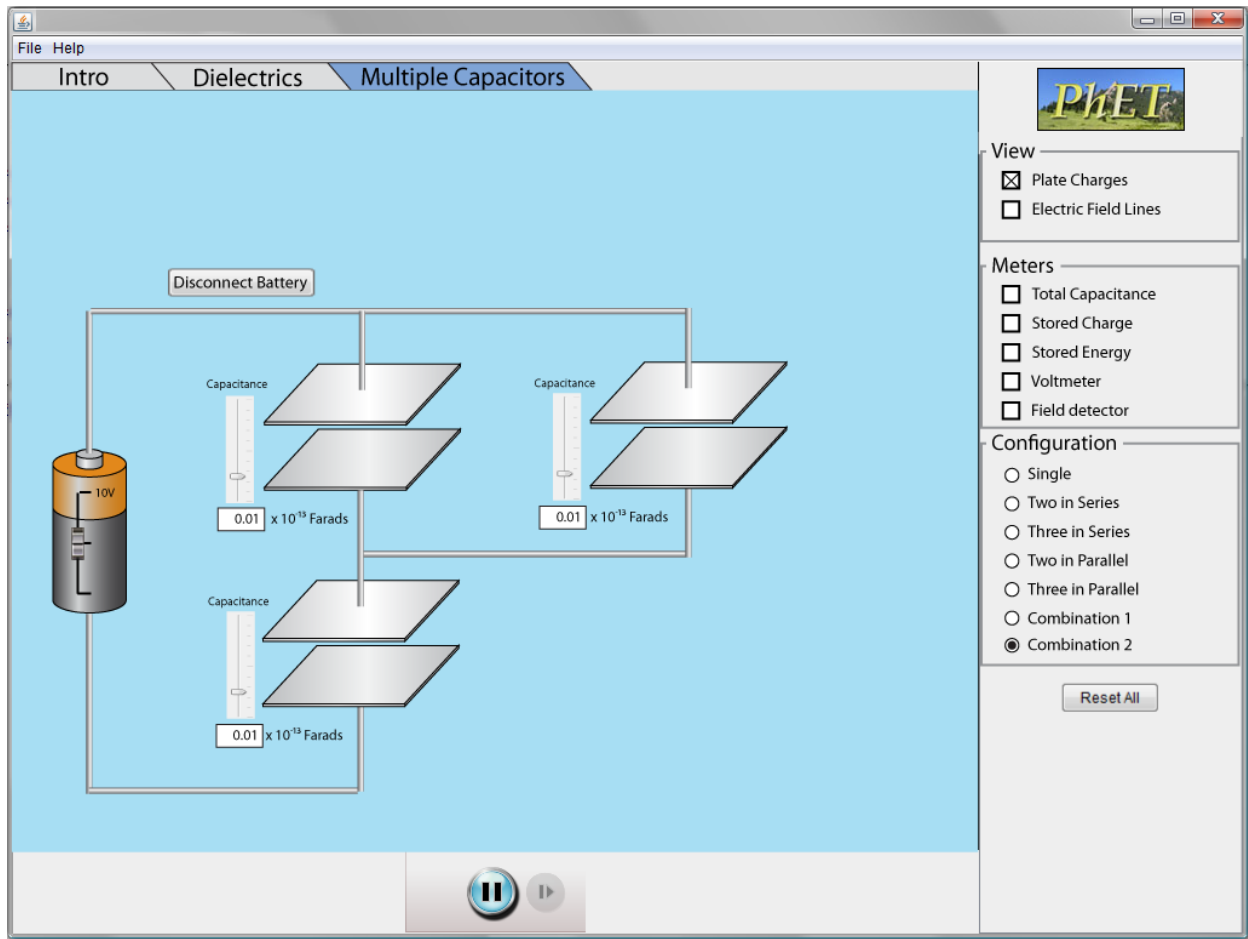 File Help
Intro
Dielectrics
Multiple Capacitors
PhET
View
Plate Charges
Electric Field Lines
Meters
Total Capacitance
Stored Charge
Stored Energy
Voltmeter
Field detector
Configuration
Single
Two in Series
Three in Series
Two in Parallel
Three in Parallel
Combination 1
Combination 2
Reset All
Disconnect Battery
Capacitance
0.01 x 10⁻¹³ Farads
Capacitance
0.01 x 10⁻¹³ Farads
10V
Capacitance
0.01 x 10⁻¹³ Farads